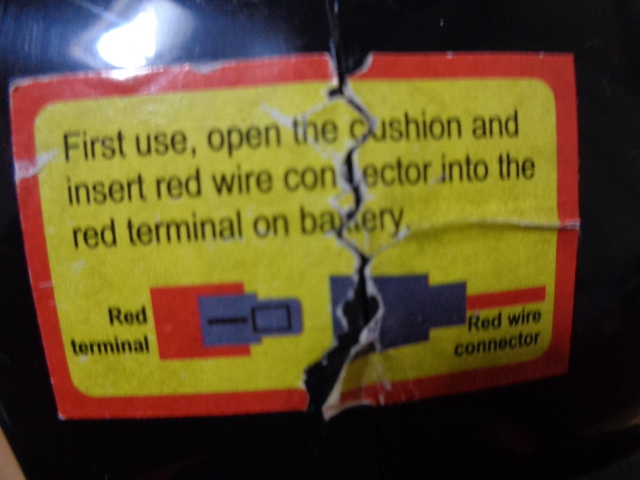 First use, open the cushion and
insert red wire connector into the
red terminal on battery.
Red
terminal
Red wire
connector